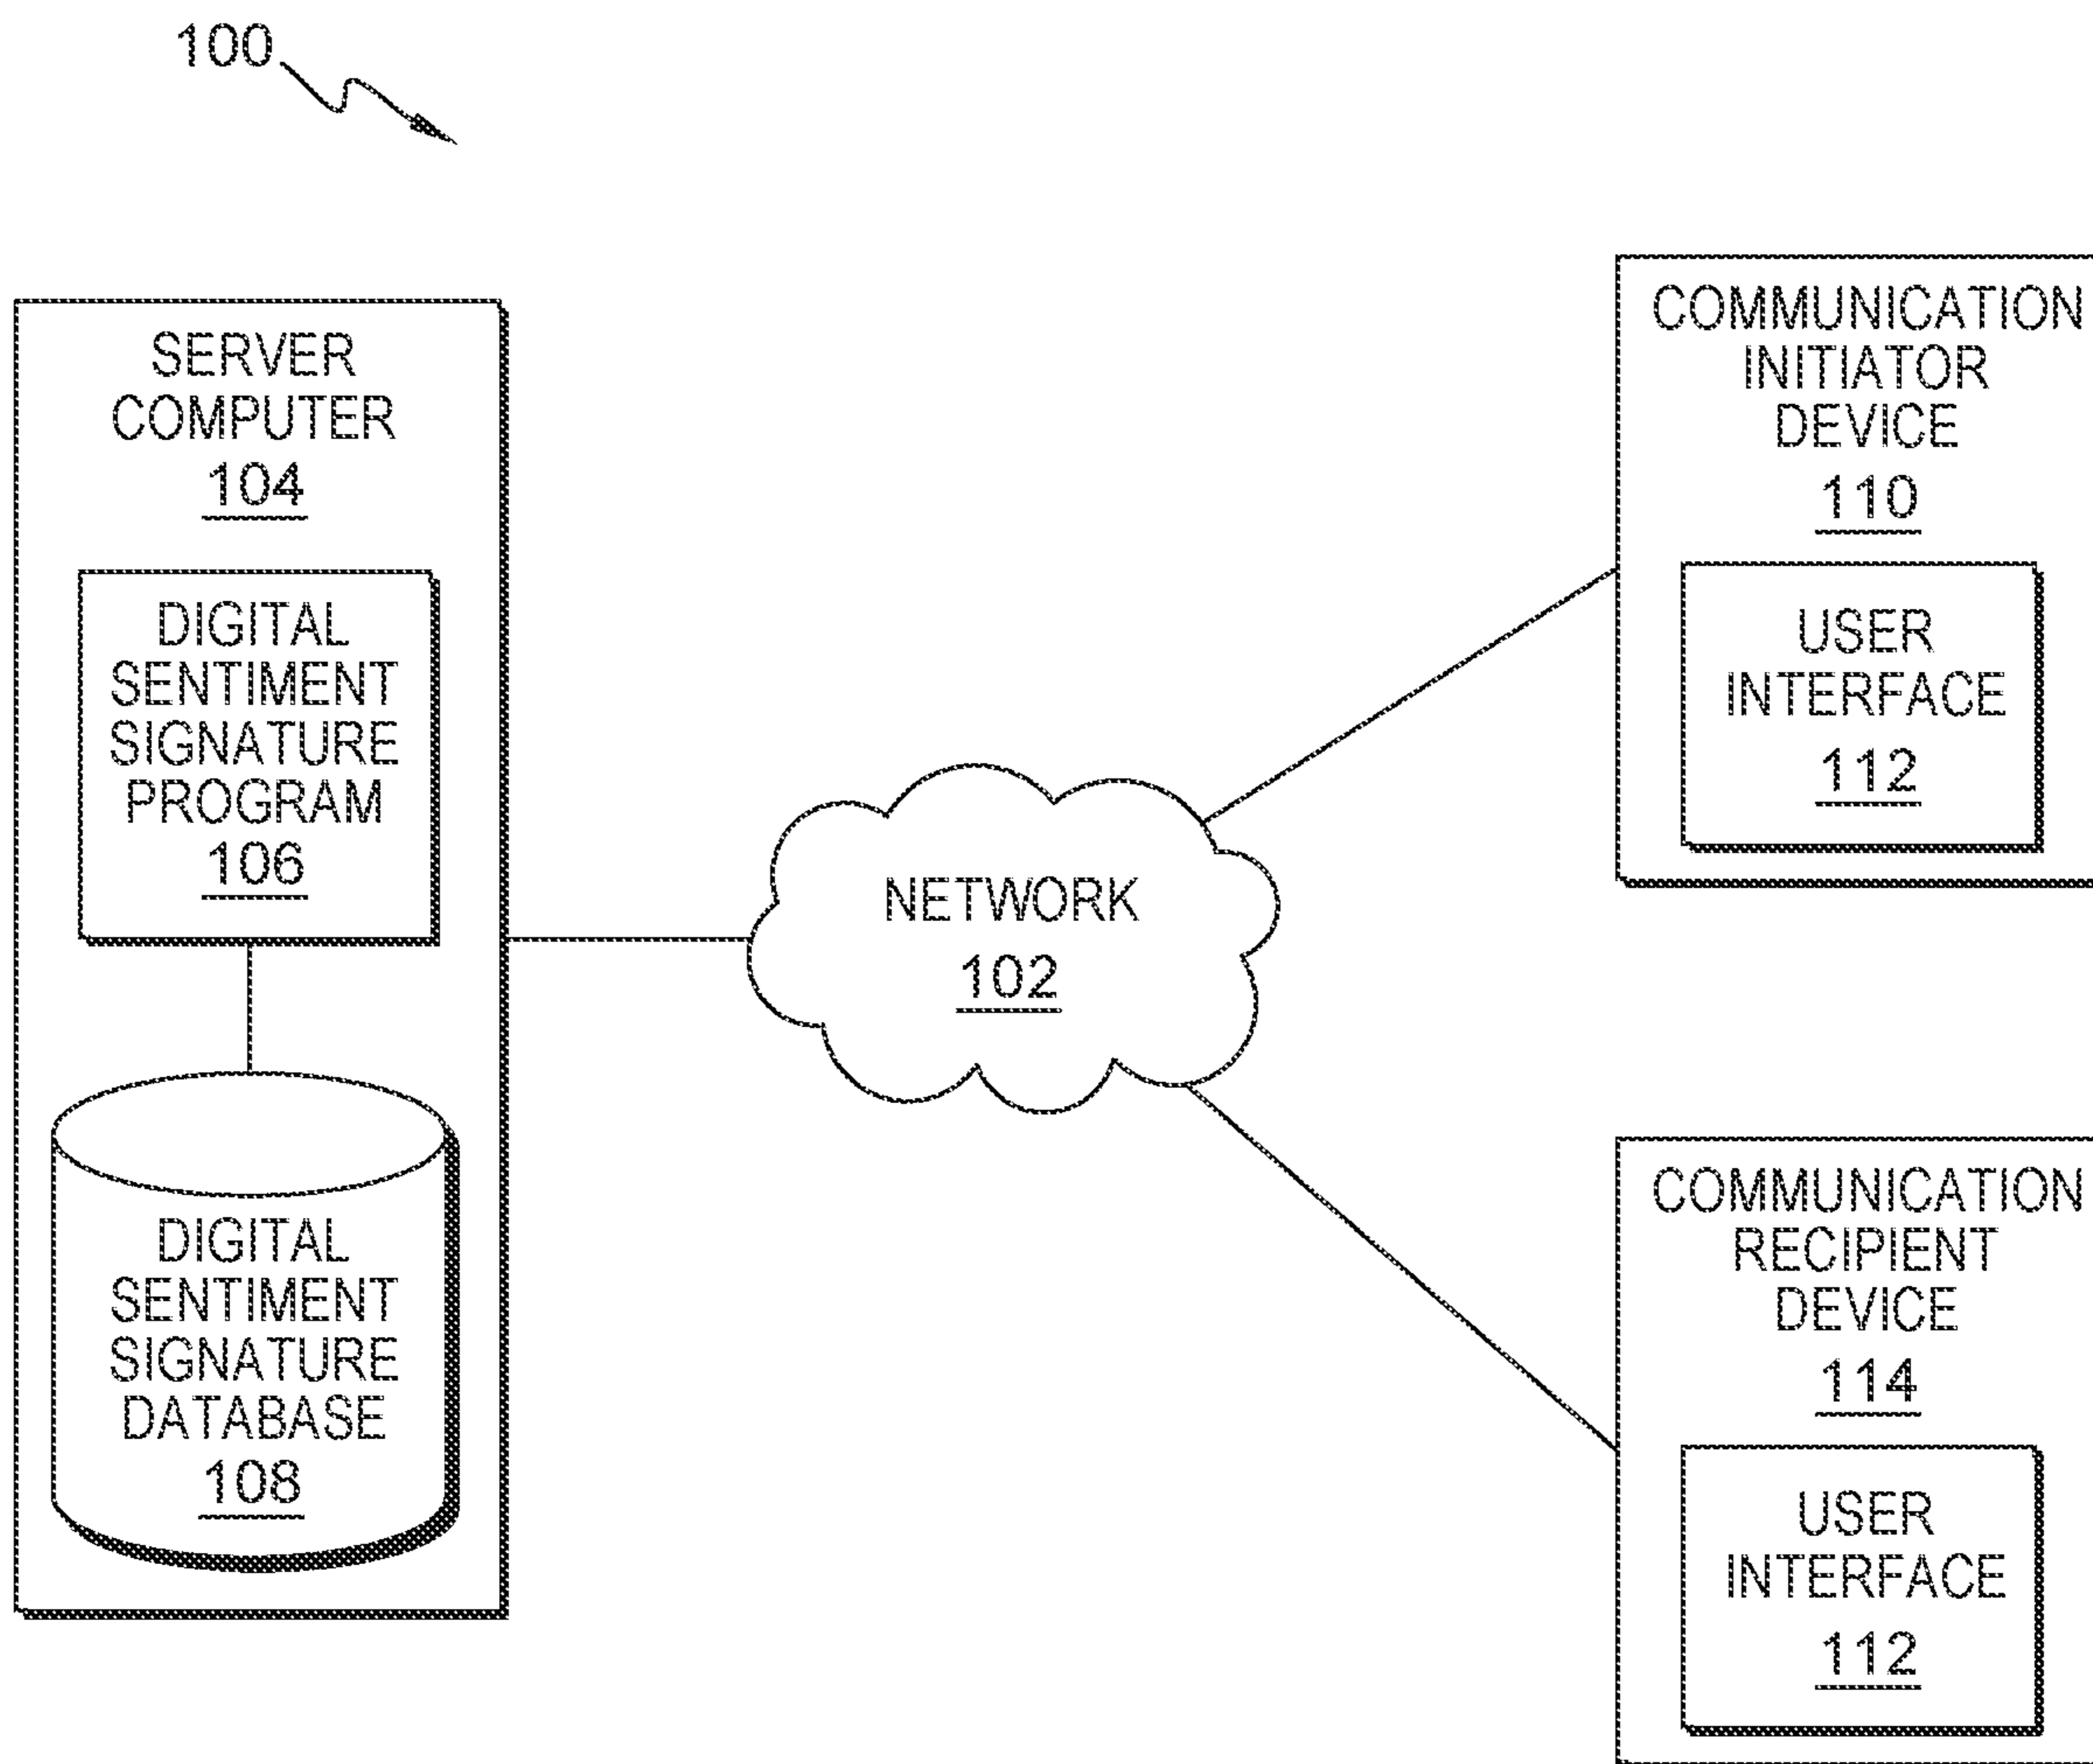 100
SERVER
COMPUTER
104
DIGITAL
SENTIMENT
SIGNATURE
PROGRAM
106
DIGITAL
SENTIMENT
SIGNATURE
DATABASE
108
NETWORK
102
COMMUNICATION
INITIATOR
DEVICE
110
USER
INTERFACE
112
COMMUNICATION
RECIPIENT
DEVICE
114
USER
INTERFACE
112